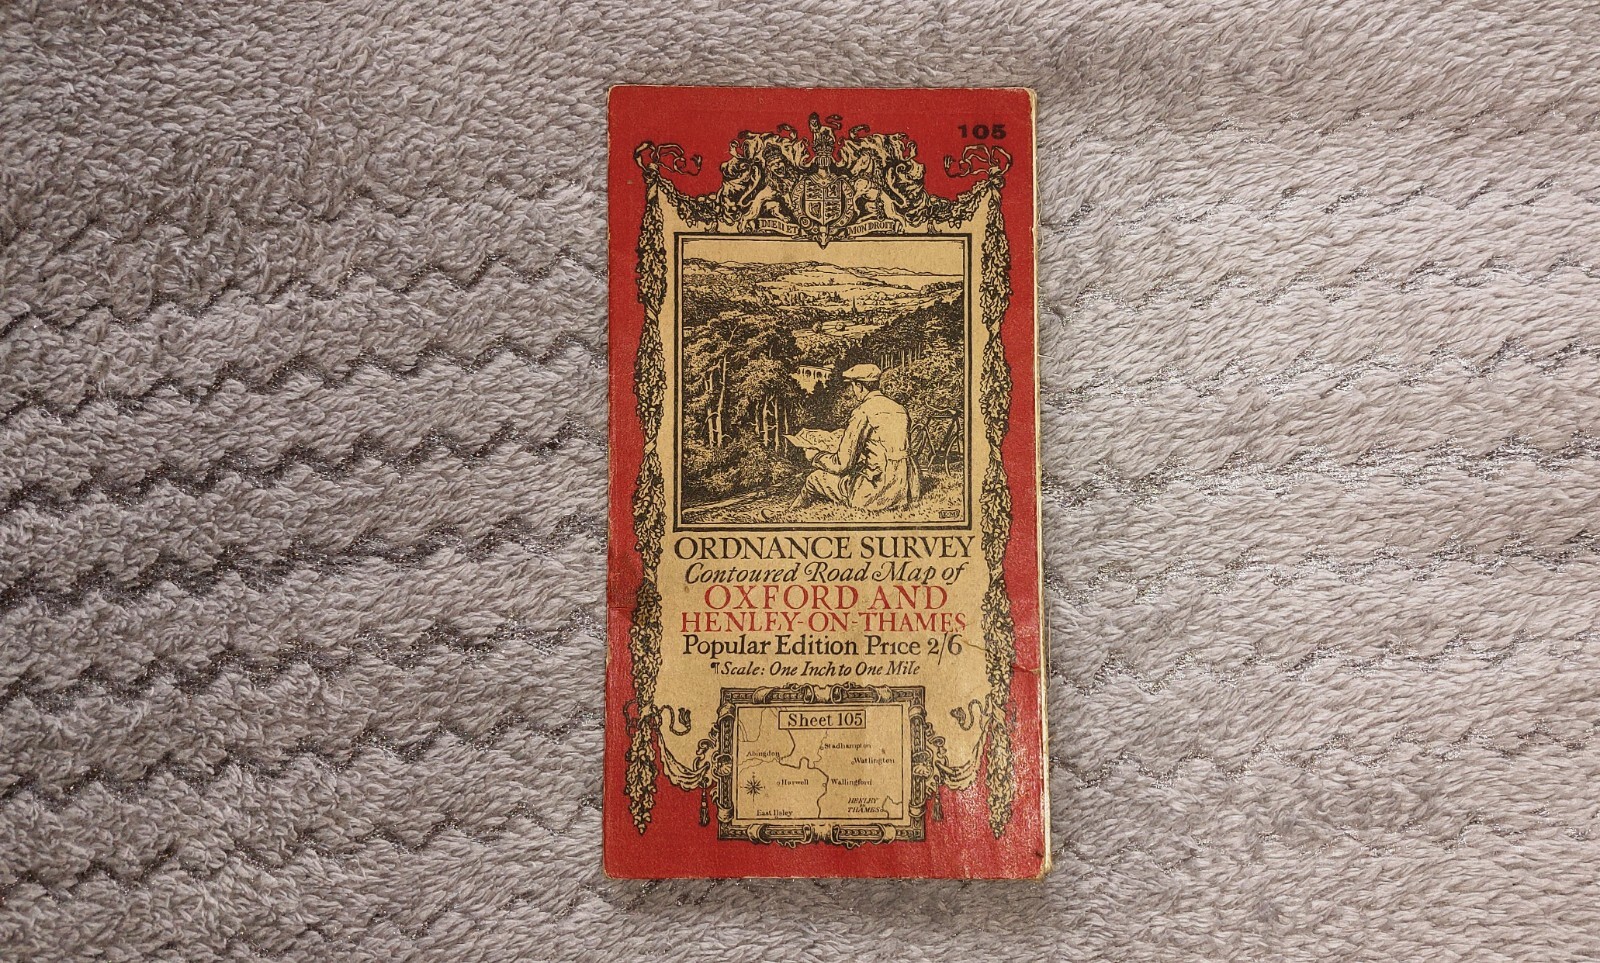 105
DIEU ET MON DROIT
E.M.
ORDNANCE SURVEY
Contoured Road Map of
OXFORD AND
HENLEY-ON-THAMES
Popular Edition Price 2/6
¶ Scale: One Inch to One Mile
Sheet 105
Abingdon
Stadhampton
Watlington
Harwell
Wallingford
HENLEY
THAMES
East Ilsley